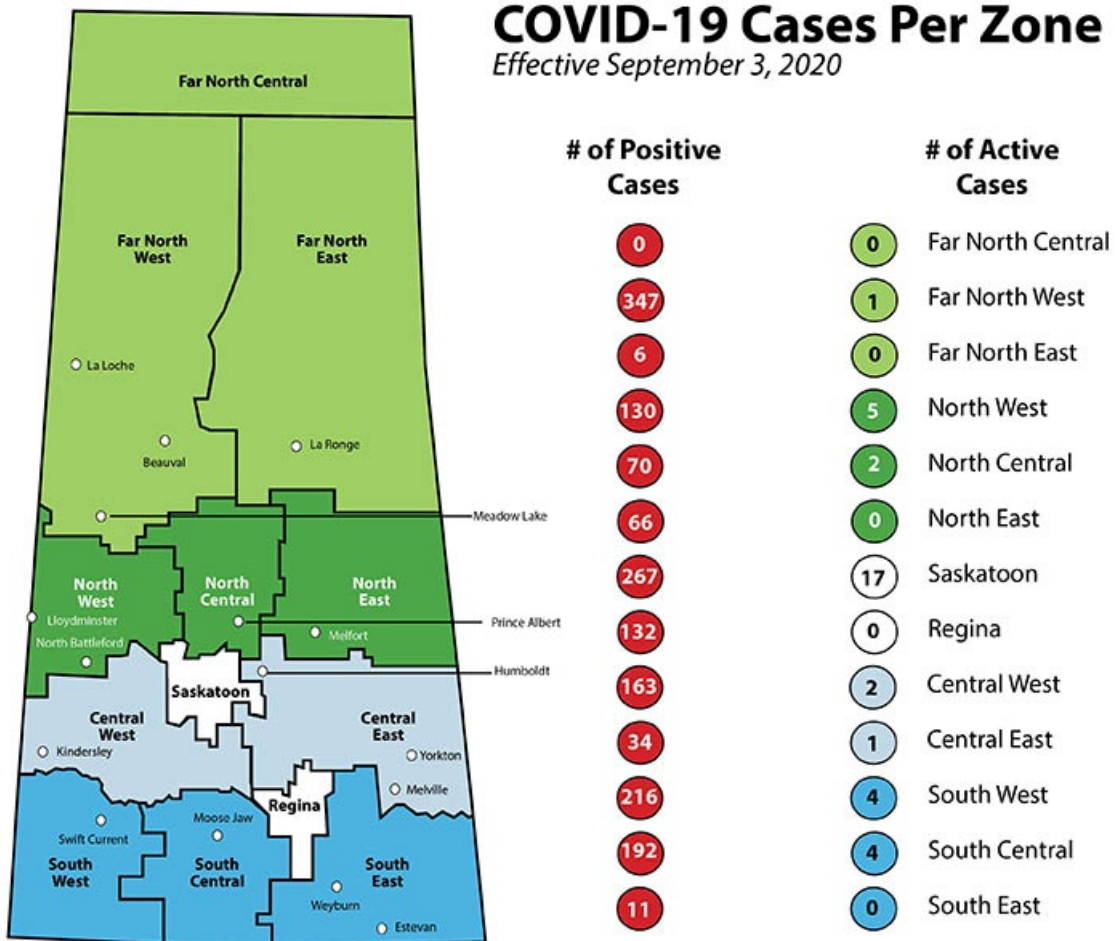 COVID-19 Cases Per Zone
Effective September 3, 2020
# of Positive
Cases
# of Active
Cases
0 0 Far North Central
347 1 Far North West
6 0 Far North East
130 5 North West
70 2 North Central
66 0 North East
267 17 Saskatoon
132 0 Regina
163 2 Central West
34 1 Central East
216 4 South West
192 4 South Central
11 0 South East
Far North Central
Far North
West
Far North
East
La Loche
Beauval
La Ronge
Meadow Lake
North
West
North
Central
North
East
Lloydminster
Prince Albert
North Battleford
Melfort
Humboldt
Saskatoon
Central
West
Central
East
Kindersley
Yorkton
Melville
Regina
Moose Jaw
Swift Current
South
West
South
Central
South
East
Weyburn
Estevan